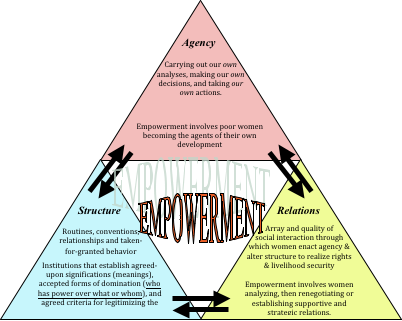 Agency
Carrying out our own
analyses, making our own
decisions, and taking our
own actions.
Empowerment involves poor women
becoming the agents of their own
development
EMPOWERMENT
Structure
Routines, conventions,
relationships and taken-
for-granted behavior
Institutions that establish agreed-
upon significations (meanings),
accepted forms of domination (who
has power over what or whom), and
agreed criteria for legitimizing the
Relations
Array and quality of
social interaction through
which women enact agency &
alter structure to realize rights
& livelihood security
Empowerment involves women
analyzing, then renegotiating or
establishing supportive and
strategic relations.